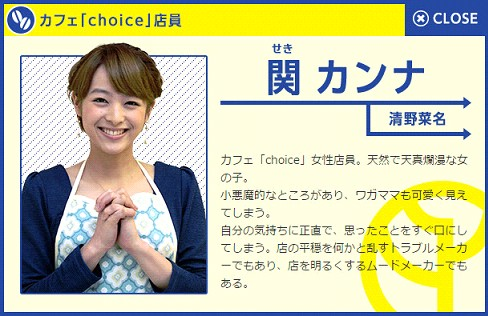 カフェ「choice」店員
CLOSE
せき
関 カンナ
清野菜名
カフェ「choice」女性店員。天然で天真爛漫な女
の子。
小悪魔的なところがあり、ワガママも可愛く見え
てしまう。
自分の気持ちに正直で、思ったことをすぐ口にし
てしまう。店の平穏を何かと乱すトラブルメーカ
ーでもあり、店を明るくするムードメーカーでも
ある。